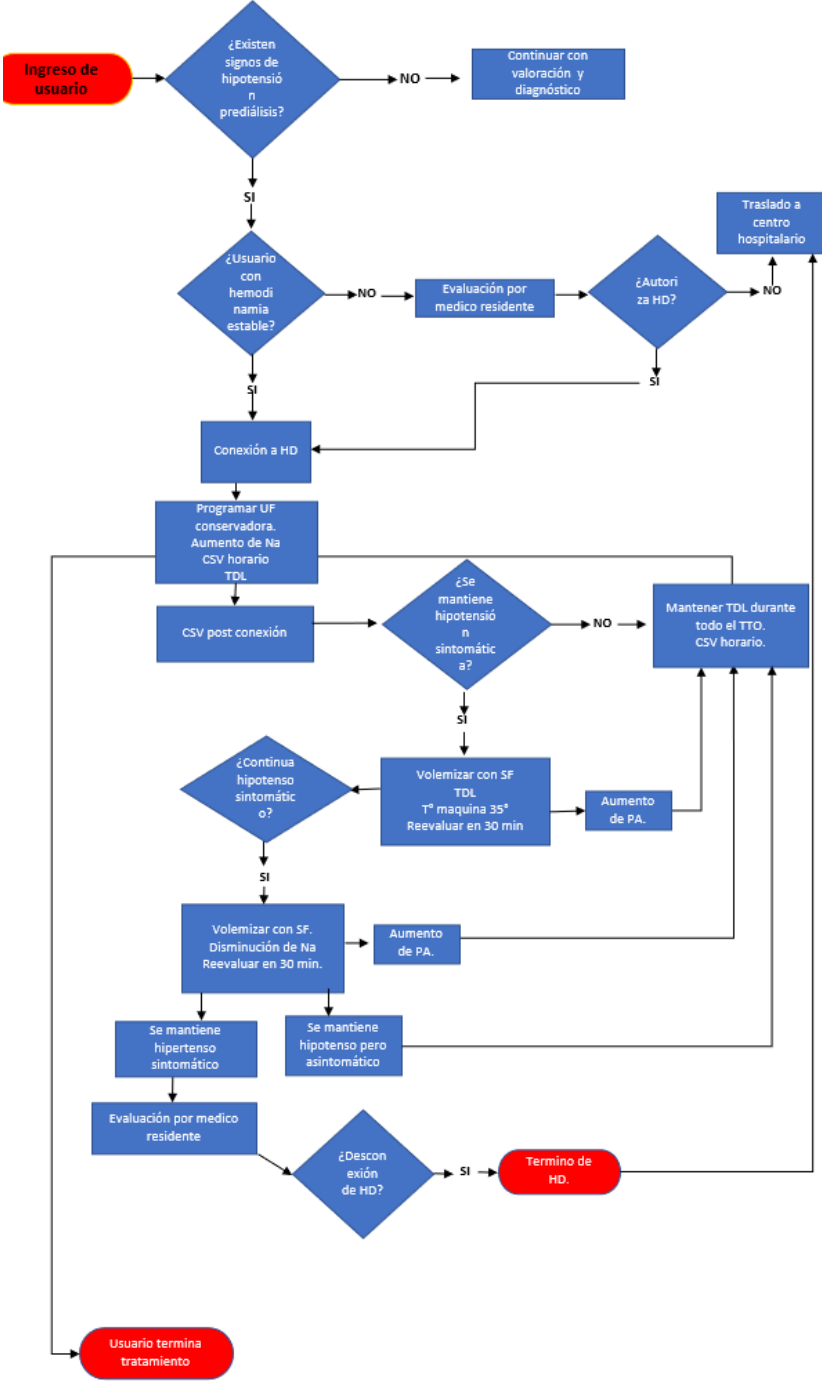 Ingreso de
usuario
¿Existen
signos de
hipotensió
n
prediálisis?
NO
Continuar con
valoración y
diagnóstico
SI
Traslado a
centro
hospitalario
¿Usuario
con
hemodi
namia
estable?
NO
Evaluación por
medico residente
¿Autori
za HD?
NO
SI
SI
Conexión a HD
Programar UF
conservadora.
Aumento de Na
CSV horario
TDL
CSV post conexión
¿Se
mantiene
hipotensió
n
sintomátic
a?
NO
Mantener TDL durante
todo el TTO.
CSV horario.
SI
¿Continua
hipotenso
sintomátic
o?
Volemizar con SF
TDL
T° maquina 35°
Reevaluar en 30 min
Aumento
de PA.
SI
Volemizar con SF.
Disminución de Na
Reevaluar en 30 min.
Aumento
de PA.
Se mantiene
hipertenso
sintomático
Se mantiene
hipotenso pero
asintomático
Evaluación por medico
residente
¿Descon
exión
de HD?
SI
Termino de
HD.
Usuario termina
tratamiento